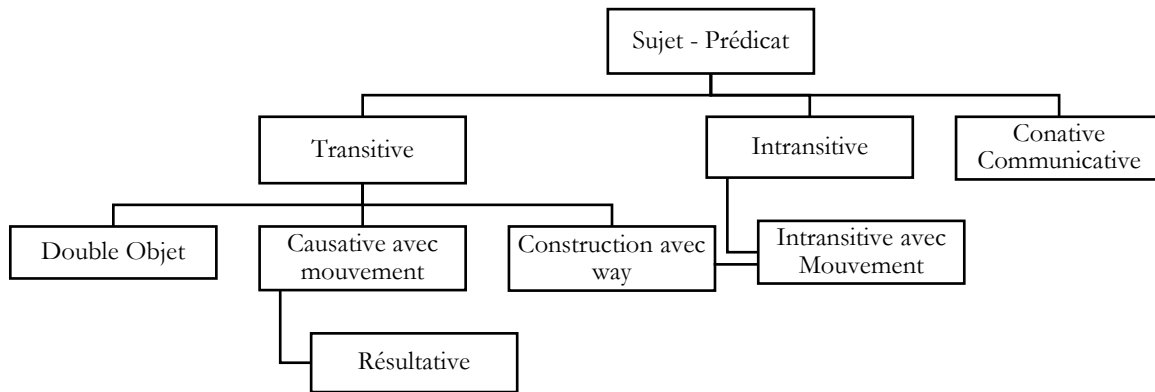 Sujet - Prédicat
Transitive
Intransitive
Conative
Communicative
Double Objet
Causative avec
mouvement
Construction avec
way
Intransitive avec
Mouvement
Résultative